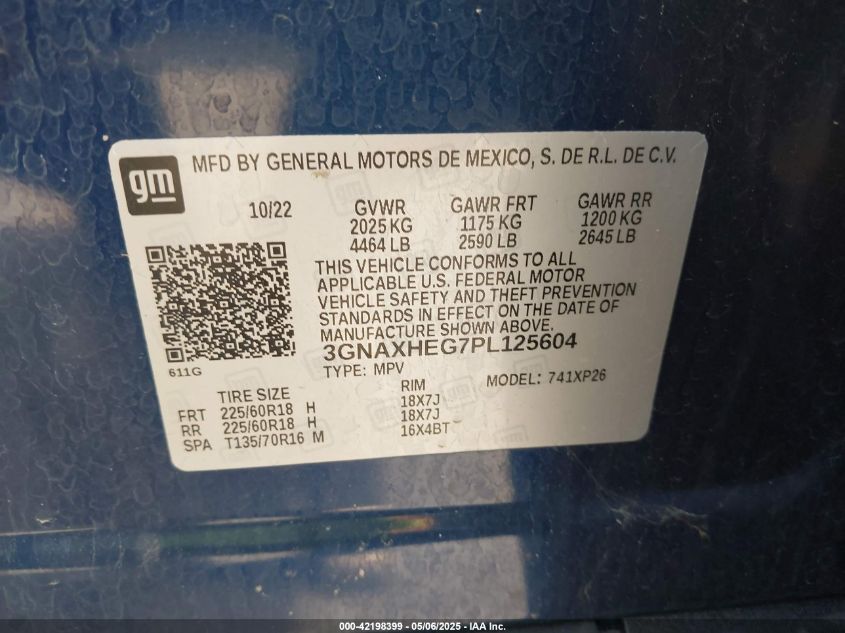 gm
MFD BY GENERAL MOTORS DE MEXICO, S. DE R.L. DE C.V.
10/22 GVWR GAWR FRT GAWR RR
2025 KG 1175 KG 1200 KG
4464 LB 2590 LB 2645 LB
THIS VEHICLE CONFORMS TO ALL
APPLICABLE U.S. FEDERAL MOTOR
VEHICLE SAFETY AND THEFT PREVENTION
STANDARDS IN EFFECT ON THE DATE OF
MANUFACTURE SHOWN ABOVE.
3GNAXHEG7PL125604
611G
TYPE: MPV MODEL: 741XP26
TIRE SIZE RIM
FRT 225/60R18 H 18X7J
RR 225/60R18 H 18X7J
SPA T135/70R16 M 16X4BT
000-42198399 - 05/06/2025 - IAA Inc.